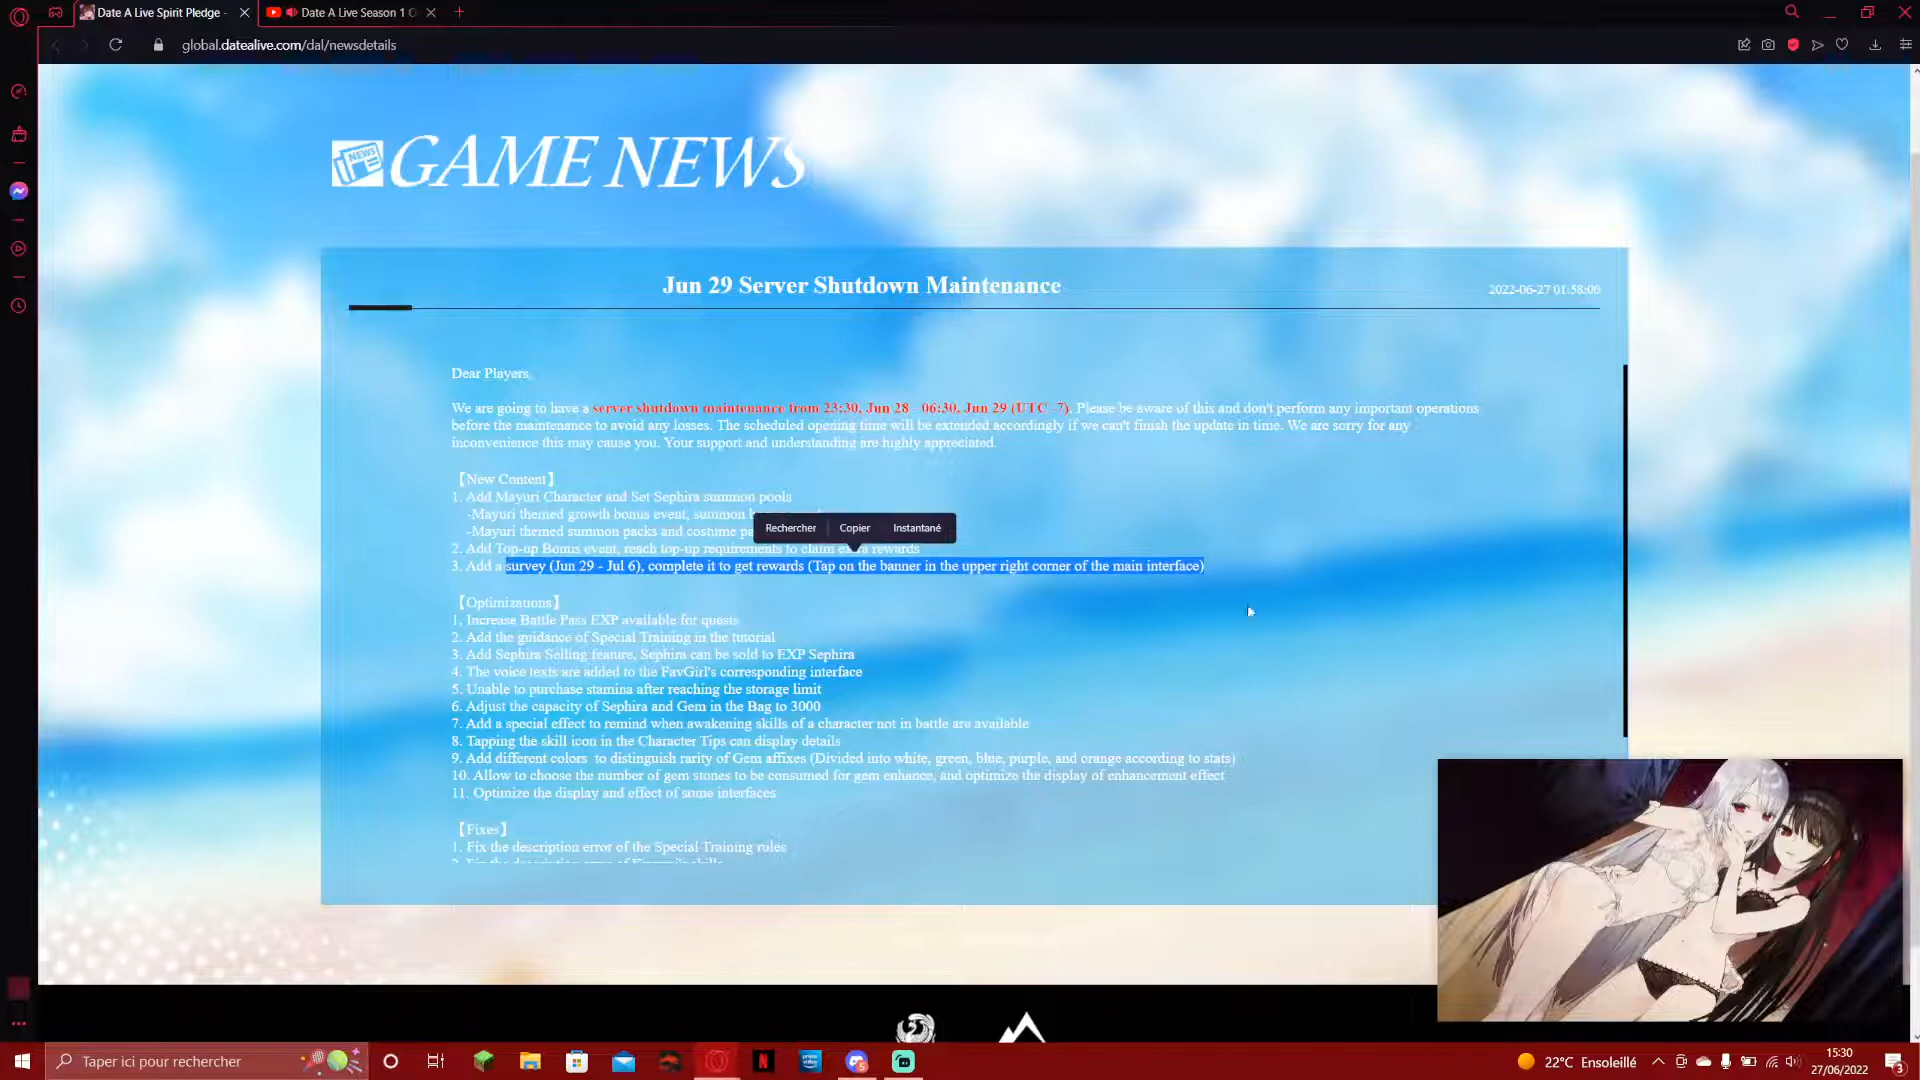 Date A Live Spirit Pledge -
Date A Live Season 1 O
global.datealive.com/dal/newsdetails
NEWS
GAME NEWS
Jun 29 Server Shutdown Maintenance
2022-06-27 01:58:00
Dear Players,
We are going to have a server shutdown maintenance from 23:30, Jun 28 - 06:30, Jun 29 (UTC -7). Please be aware of this and don't perform any important operations
before the maintenance to avoid any losses. The scheduled opening time will be extended accordingly if we can't finish the update in time. We are sorry for any
inconvenience this may cause you. Your support and understanding are highly appreciated.
【New Content】
1. Add Mayuri Character and Set Sephira summon pools
-Mayuri themed growth bonus event, summon
-Mayuri themed summon packs and costume
Rechercher Copier Instantané
2. Add Top-up Bonus event, reach top-up requirements to claim extra rewards
3. Add a survey (Jun 29 - Jul 6), complete it to get rewards (Tap on the banner in the upper right corner of the main interface)
【Optimizations】
1, Increase Battle Pass EXP available for quests
2. Add the guidance of Special Training in the tutorial
3. Add Sephira Selling feature, Sephira can be sold to EXP Sephira
4. The voice texts are added to the FavGirl's corresponding interface
5. Unable to purchase stamina after reaching the storage limit
6. Adjust the capacity of Sephira and Gem in the Bag to 3000
7. Add a special effect to remind when awakening skills of a character not in battle are available
8. Tapping the skill icon in the Character Tips can display details
9. Add different colors to distinguish rarity of Gem affixes (Divided into white, green, blue, purple, and orange according to stats)
10. Allow to choose the number of gem stones to be consumed for gem enhance, and optimize the display of enhancement effect
11. Optimize the display and effect of some interfaces
【Fixes】
1. Fix the description error of the Special Training rules
Taper ici pour rechercher
22°C Ensoleillé
15:30
27/06/2022
3